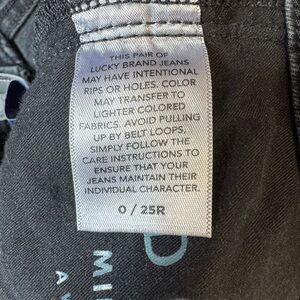 THIS PAIR OF
LUCKY BRAND JEANS
MAY HAVE INTENTIONAL
RIPS OR HOLES. COLOR
MAY TRANSFER TO
LIGHTER COLORED
FABRICS. AVOID PULLING
UP BY BELT LOOPS.
SIMPLY FOLLOW THE
CARE INSTRUCTIONS TO
ENSURE THAT YOUR
JEANS MAINTAIN THEIR
INDIVIDUAL CHARACTER.
0 / 25R